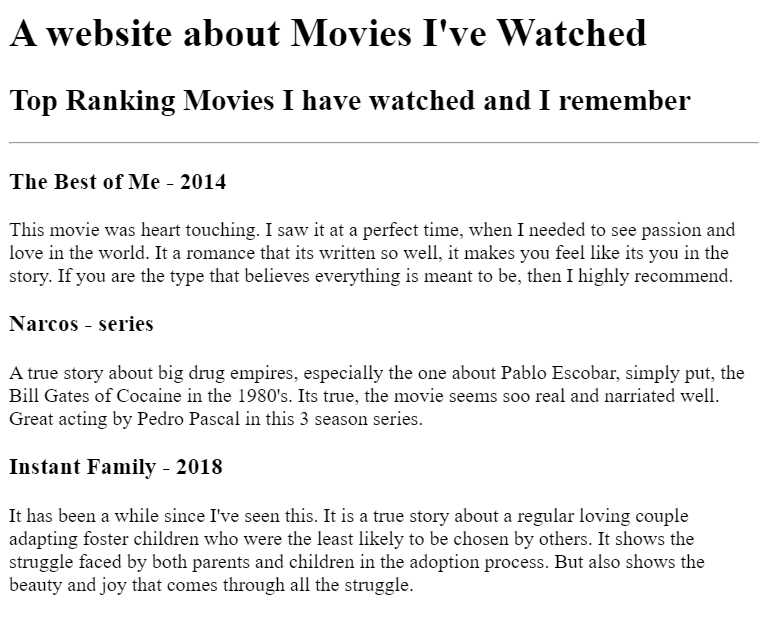 A website about Movies I've Watched
Top Ranking Movies I have watched and I remember
The Best of Me - 2014
This movie was heart touching. I saw it at a perfect time, when I needed to see passion and
love in the world. It a romance that its written so well, it makes you feel like its you in the
story. If you are the type that believes everything is meant to be, then I highly recommend.
Narcos - series
A true story about big drug empires, especially the one about Pablo Escobar, simply put, the
Bill Gates of Cocaine in the 1980's. Its true, the movie seems soo real and narriated well.
Great acting by Pedro Pascal in this 3 season series.
Instant Family - 2018
It has been a while since I've seen this. It is a true story about a regular loving couple
adapting foster children who were the least likely to be chosen by others. It shows the
struggle faced by both parents and children in the adoption process. But also shows the
beauty and joy that comes through all the struggle.